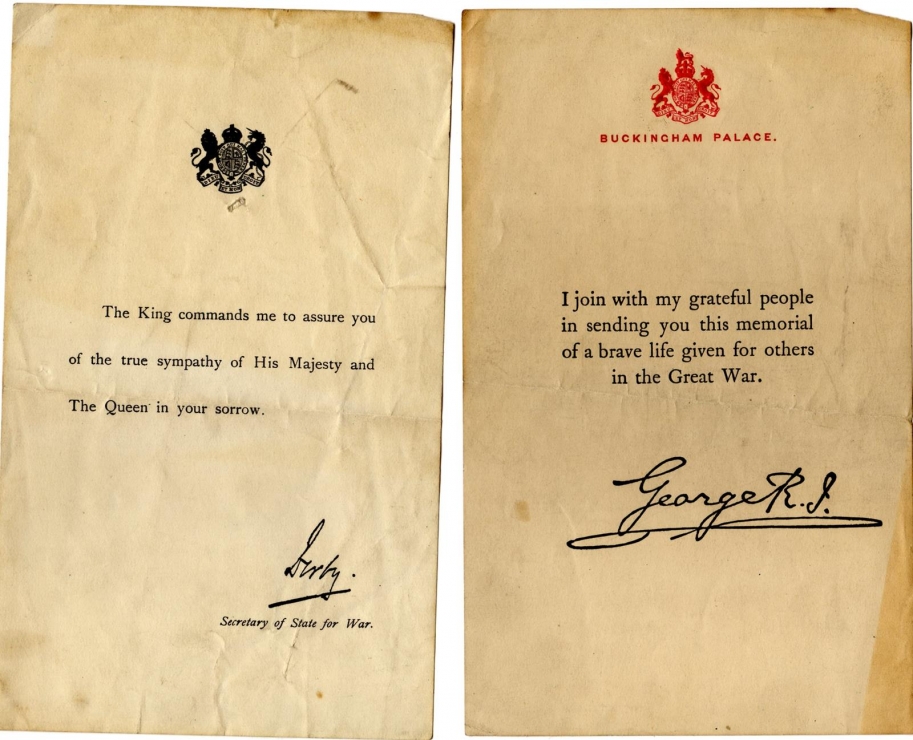 The King commands me to assure you
of the true sympathy of His Majesty and
The Queen in your sorrow.
Derby.
Secretary of State for War.
BUCKINGHAM PALACE.
I join with my grateful people
in sending you this memorial
of a brave life given for others
in the Great War.
George R.I.